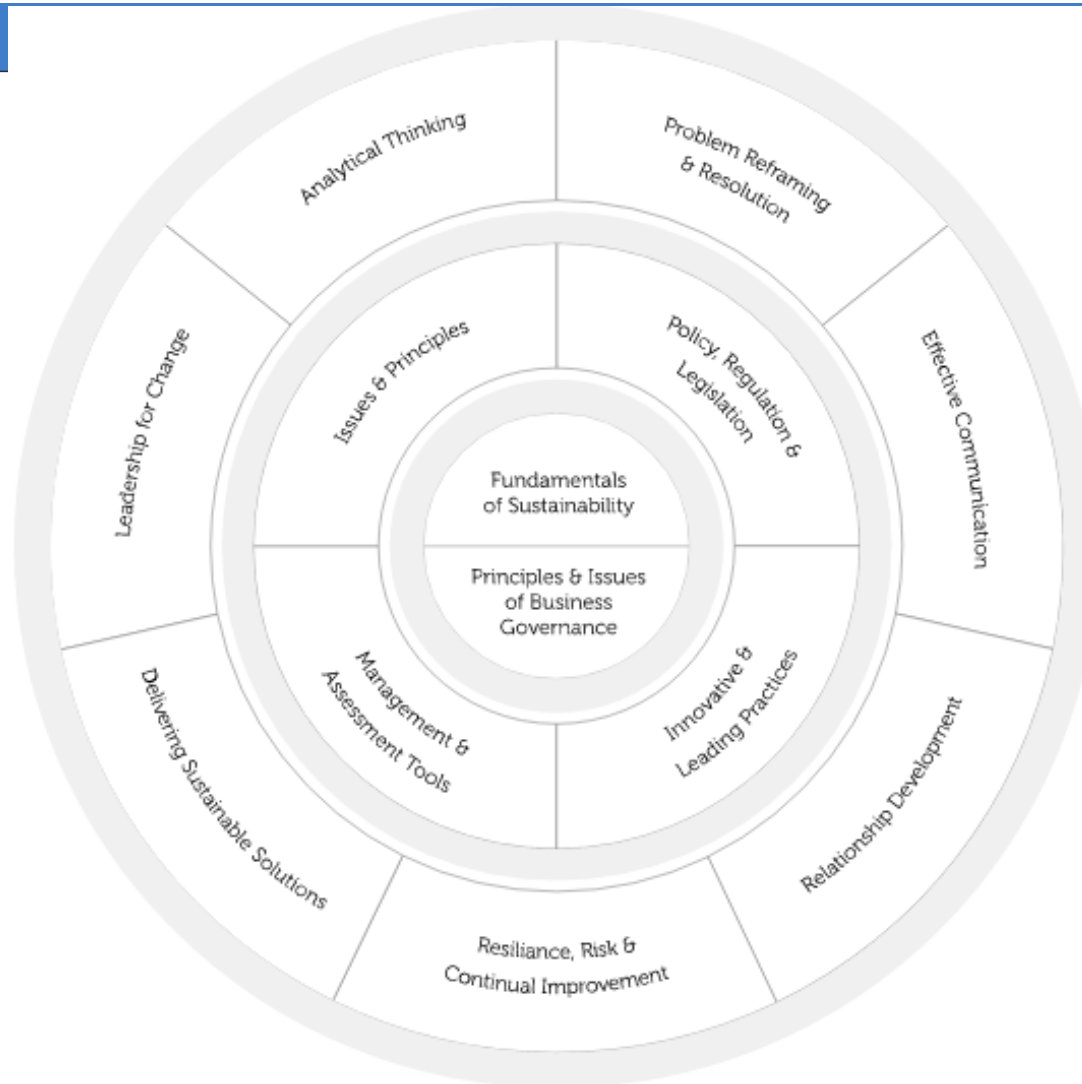 Analytical Thinking
Problem Reframing
& Resolution
Leadership for Change
Issues & Principles
Policy, Regulation &
Legislation
Effective Communication
Fundamentals
of Sustainability
Principles & Issues
of Business
Governance
Management &
Assessment Tools
Innovative &
Leading Practices
Delivering Sustainable Solutions
Relationship Development
Resiliance, Risk &
Continual Improvement